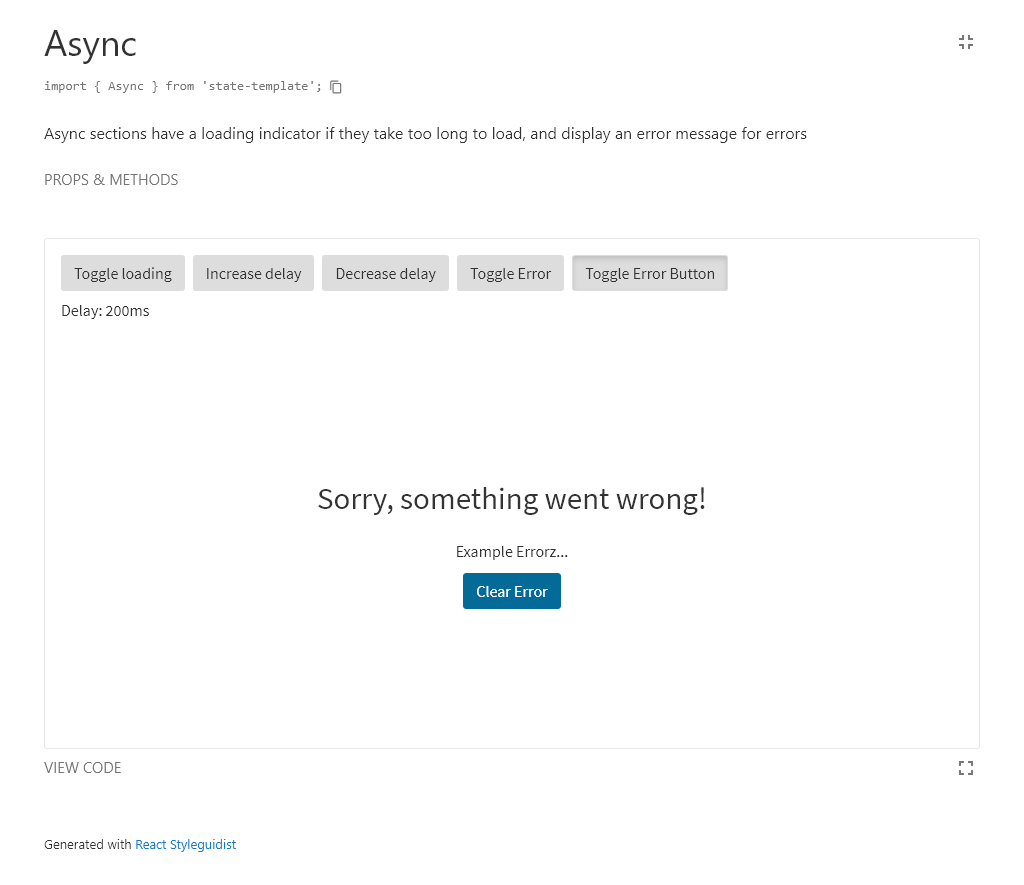 Async
import { Async } from 'state-template';
Async sections have a loading indicator if they take too long to load, and display an error message for errors
PROPS & METHODS
Toggle loading Increase delay Decrease delay Toggle Error Toggle Error Button
Delay: 200ms
Sorry, something went wrong!
Example Errorz...
Clear Error
VIEW CODE
Generated with React Styleguidist